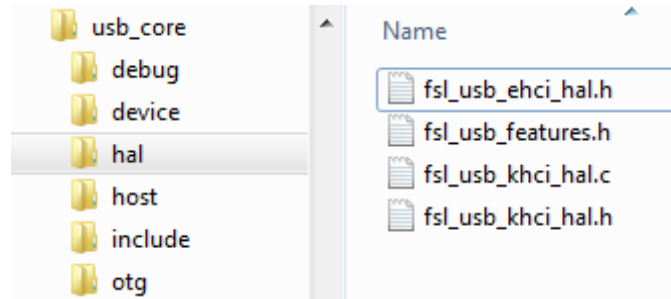 usb_core
debug
device
hal
host
include
otg
Name
fsl_usb_ehci_hal.h
fsl_usb_features.h
fsl_usb_khci_hal.c
fsl_usb_khci_hal.h